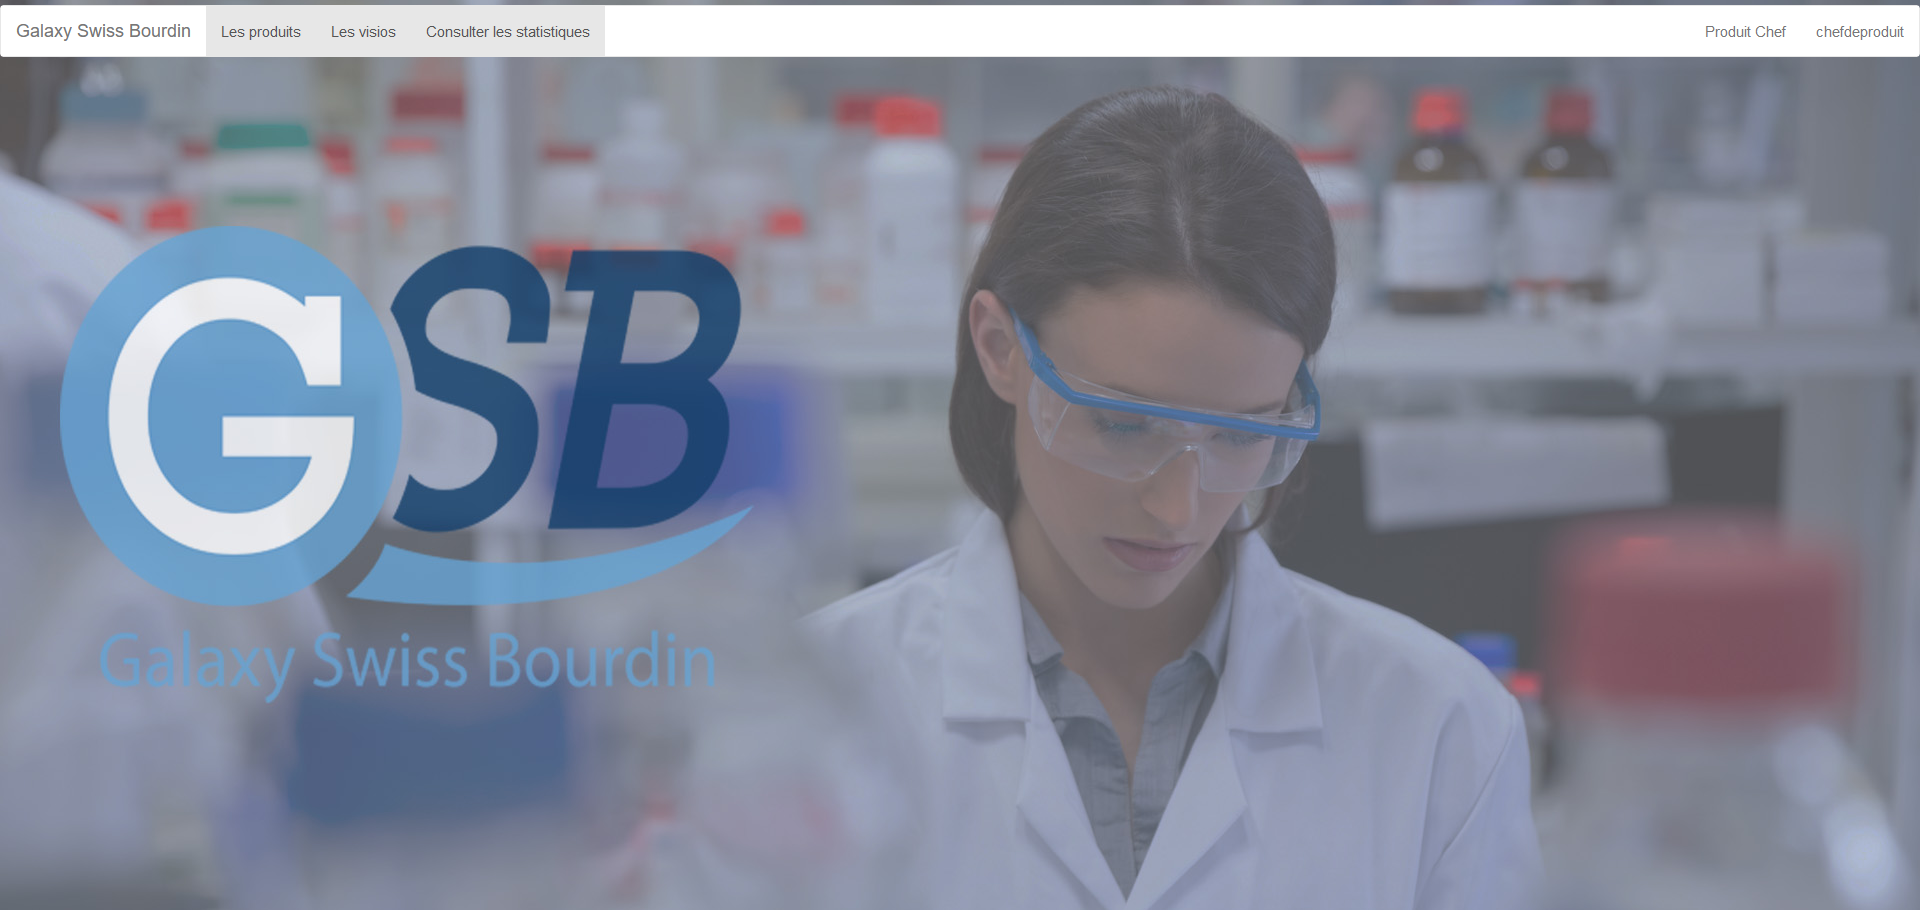 Galaxy Swiss Bourdin Les produits Les visios Consulter les statistiques Produit Chef chefdeproduit
GSB
Galaxy Swiss Bourdin